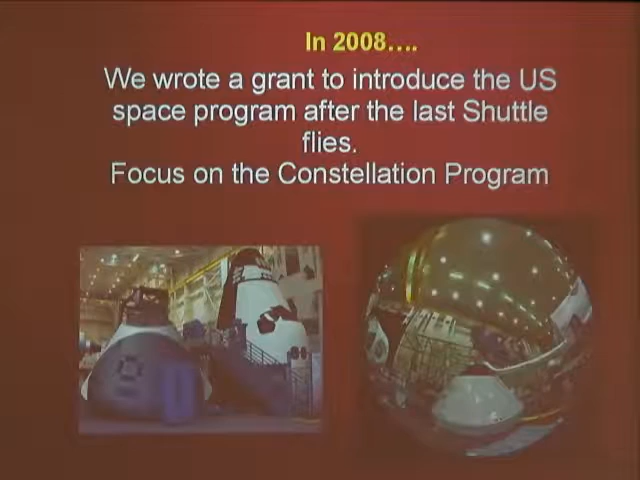 In 2008....
We wrote a grant to introduce the US
space program after the last Shuttle
flies.
Focus on the Constellation Program